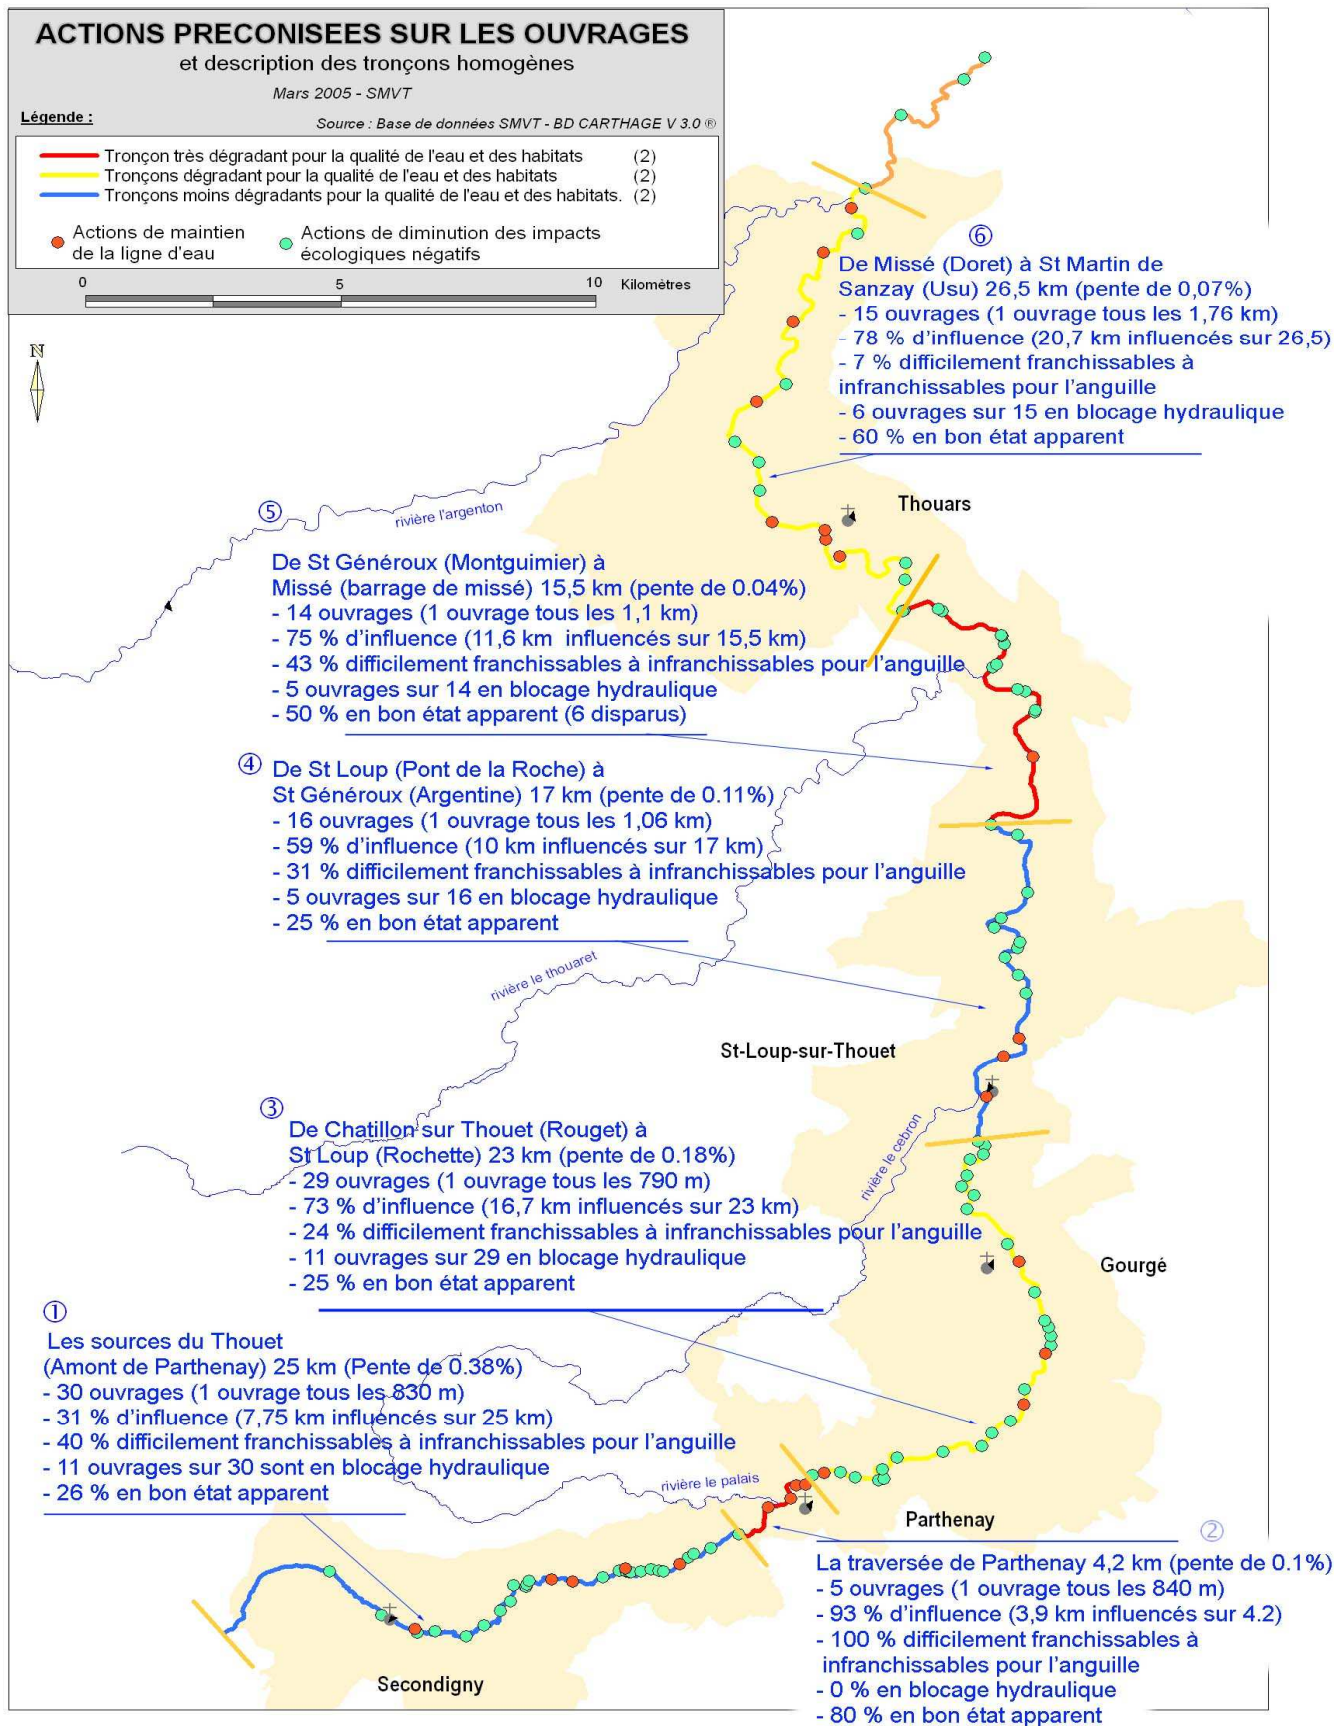 ACTIONS PRECONISEES SUR LES OUVRAGES
et description des tronçons homogènes
Mars 2005 - SMVT
Légende :
Source : Base de données SMVT - BD CARTHAGE V 3.0 ®
Tronçon très dégradant pour la qualité de l'eau et des habitats (2)
Tronçons dégradant pour la qualité de l'eau et des habitats (2)
Tronçons moins dégradants pour la qualité de l'eau et des habitats. (2)
Actions de maintien
de la ligne d'eau
Actions de diminution des impacts
écologiques négatifs
0 5 10 Kilomètres
N
⑥
De Missé (Doret) à St Martin de
Sanzay (Usu) 26,5 km (pente de 0,07%)
- 15 ouvrages (1 ouvrage tous les 1,76 km)
- 78 % d'influence (20,7 km influencés sur 26,5)
- 7 % difficilement franchissables à
infranchissables pour l'anguille
- 6 ouvrages sur 15 en blocage hydraulique
- 60 % en bon état apparent
Thouars
rivière l'argenton
⑤
De St Généroux (Montguimier) à
Missé (barrage de missé) 15,5 km (pente de 0.04%)
- 14 ouvrages (1 ouvrage tous les 1,1 km)
- 75 % d'influence (11,6 km influencés sur 15,5 km)
- 43 % difficilement franchissables à infranchissables pour l'anguille
- 5 ouvrages sur 14 en blocage hydraulique
- 50 % en bon état apparent (6 disparus)
④
De St Loup (Pont de la Roche) à
St Généroux (Argentine) 17 km (pente de 0.11%)
- 16 ouvrages (1 ouvrage tous les 1,06 km)
- 59 % d'influence (10 km influencés sur 17 km)
- 31 % difficilement franchissables à infranchissables pour l'anguille
- 5 ouvrages sur 16 en blocage hydraulique
- 25 % en bon état apparent
rivière le thouaret
St-Loup-sur-Thouet
rivière le cebron
③
De Chatillon sur Thouet (Rouget) à
St Loup (Rochette) 23 km (pente de 0.18%)
- 29 ouvrages (1 ouvrage tous les 790 m)
- 73 % d'influence (16,7 km influencés sur 23 km)
- 24 % difficilement franchissables à infranchissables pour l'anguille
- 11 ouvrages sur 29 en blocage hydraulique
- 25 % en bon état apparent
Gourgé
①
Les sources du Thouet
(Amont de Parthenay) 25 km (Pente de 0.38%)
- 30 ouvrages (1 ouvrage tous les 830 m)
- 31 % d'influence (7,75 km influencés sur 25 km)
- 40 % difficilement franchissables à infranchissables pour l'anguille
- 11 ouvrages sur 30 sont en blocage hydraulique
- 26 % en bon état apparent
rivière le palais
Parthenay
②
La traversée de Parthenay 4,2 km (pente de 0.1%)
- 5 ouvrages (1 ouvrage tous les 840 m)
- 93 % d'influence (3,9 km influencés sur 4.2)
- 100 % difficilement franchissables à
infranchissables pour l'anguille
- 0 % en blocage hydraulique
- 80 % en bon état apparent
Secondigny